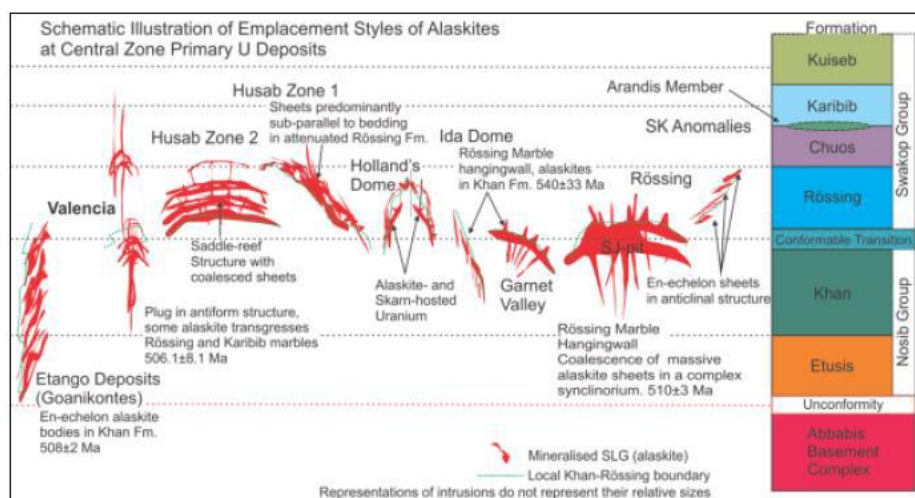 Schematic Illustration of Emplacement Styles of Alaskites
at Central Zone Primary U Deposits
Formation
Kuiseb
Karibib
Arandis Member
Chuos
Rössing
Conformable Transition
Khan
Etusis
Unconformity
Abbabis
Basement
Complex
Swakop Group
Nosib Group
Husab Zone 1
Sheets predominantly
sub-parallel to bedding
in attenuated Rössing Fm.
Husab Zone 2
Saddle-reef
Structure with
coalesced sheets
Valencia
Plug in antiform structure,
some alaskite transgresses
Rössing and Karibib marbles
506.1±8.1 Ma
Etango Deposits
(Goanikontes)
En-echelon alaskite
bodies in Khan Fm.
508±2 Ma
Holland's
Dome
Alaskite- and
Skarn-hosted
Uranium
Ida Dome
Rössing Marble
hangingwall, alaskites
in Khan Fm. 540±33 Ma
Garnet
Valley
Rössing
SJ-pit
Rössing Marble
Hangingwall
Coalescence of massive
alaskite sheets in a complex
synclinorium. 510±3 Ma
SK Anomalies
En-echelon sheets
in anticlinal structure
Mineralised SLG (alaskite)
Local Khan-Rössing boundary
Representations of intrusions do not represent their relative sizes